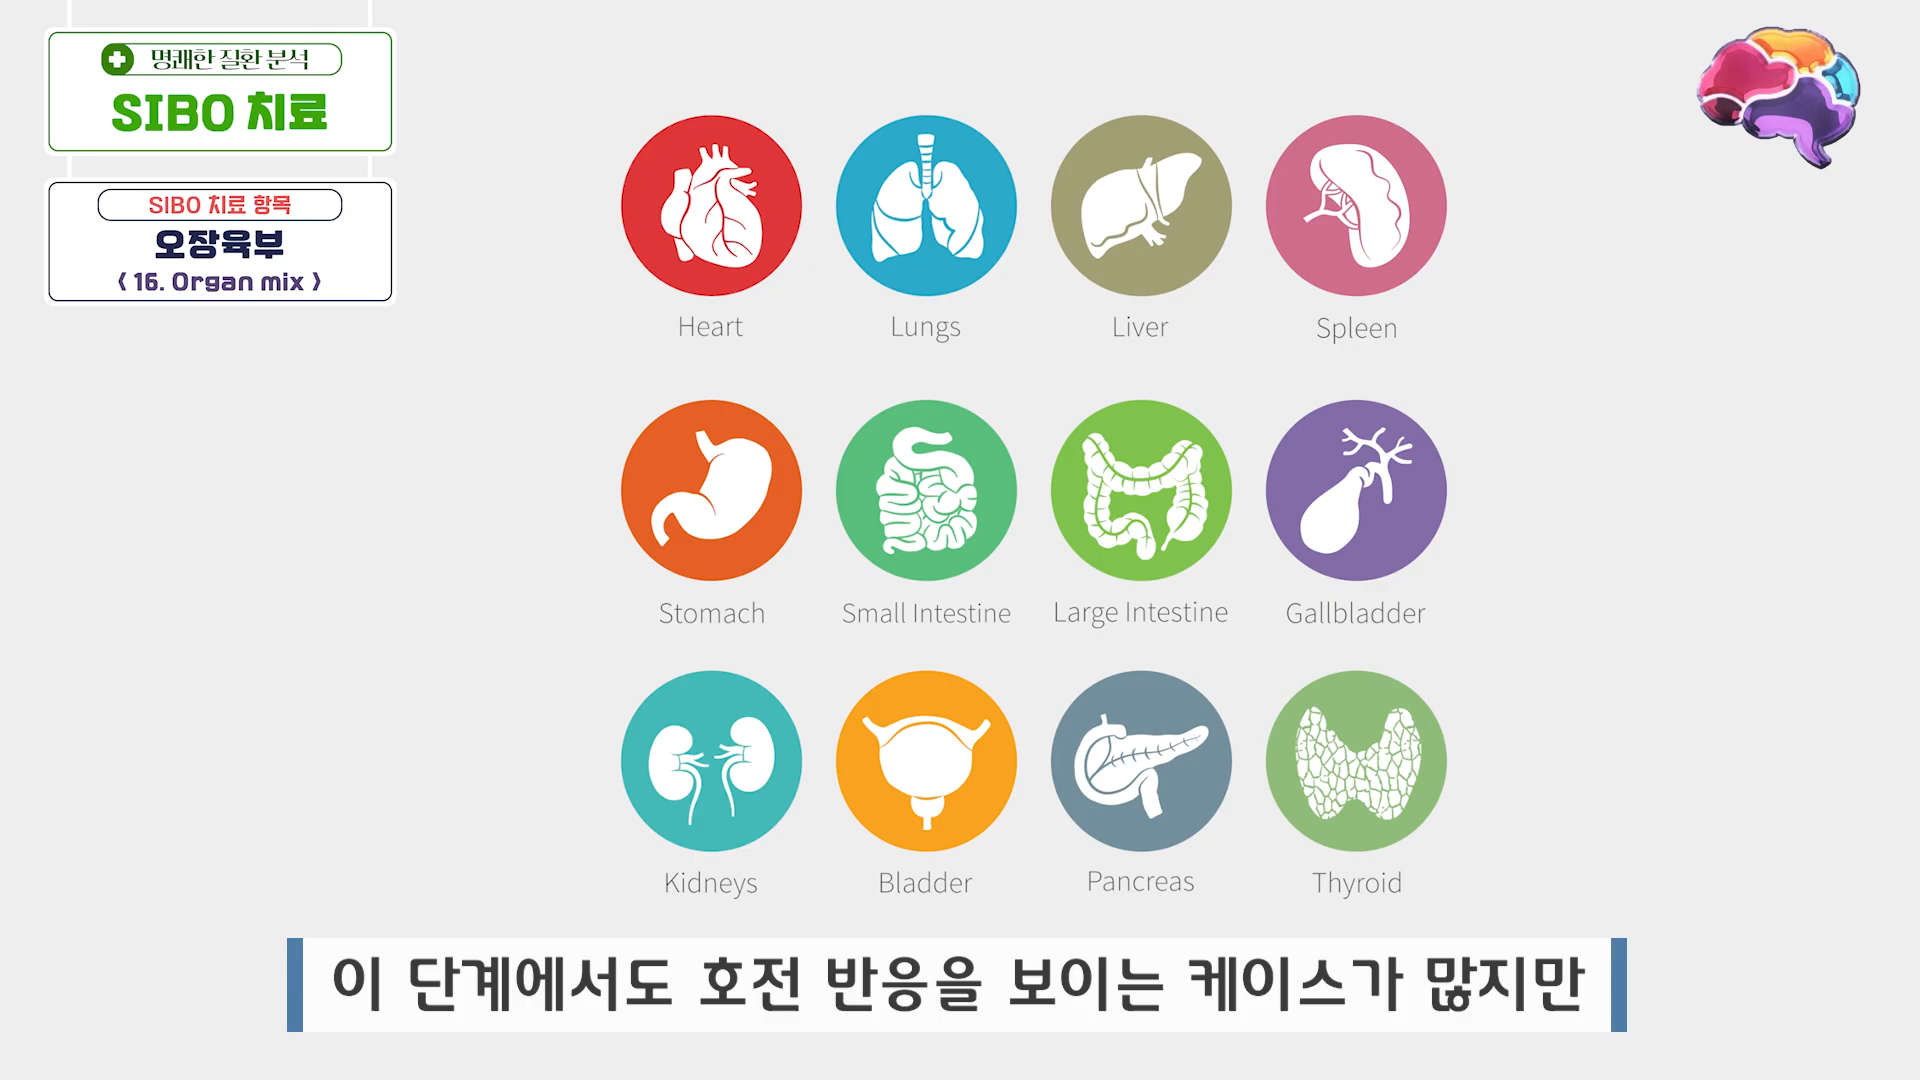 명쾌한 질환 분석
SIBO 치료
SIBO 치료 항목
오장육부
⟨ 16. Organ mix ⟩
Heart
Lungs
Liver
Spleen
Stomach
Small Intestine
Large Intestine
Gallbladder
Kidneys
Bladder
Pancreas
Thyroid
이 단계에서도 호전 반응을 보이는 케이스가 많지만